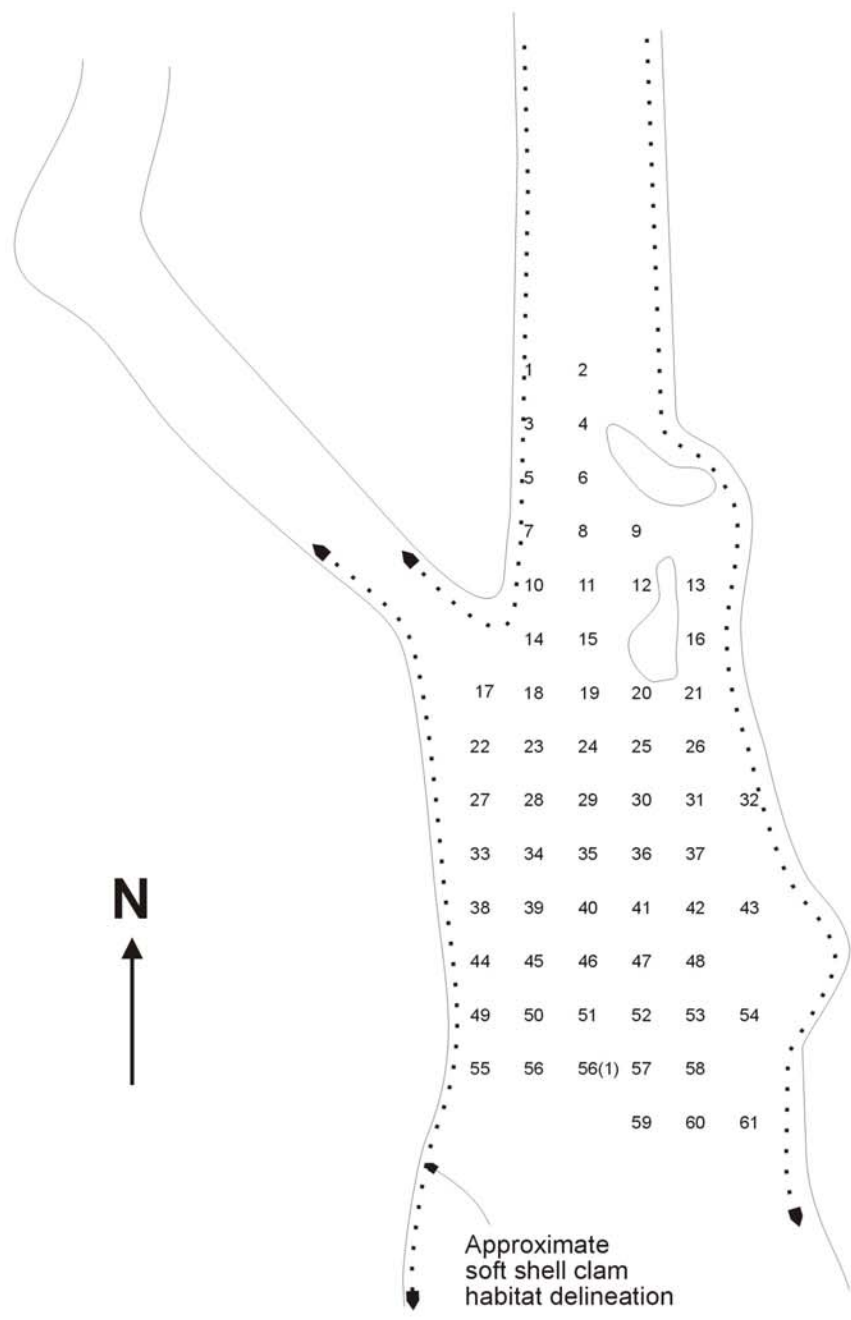 1 2
3 4
5 6
7 8 9
10 11 12 13
14 15 16
17 18 19 20 21
22 23 24 25 26
27 28 29 30 31 32
33 34 35 36 37
N
38 39 40 41 42 43
44 45 46 47 48
49 50 51 52 53 54
55 56 56(1) 57 58
59 60 61
Approximate
soft shell clam
habitat delineation